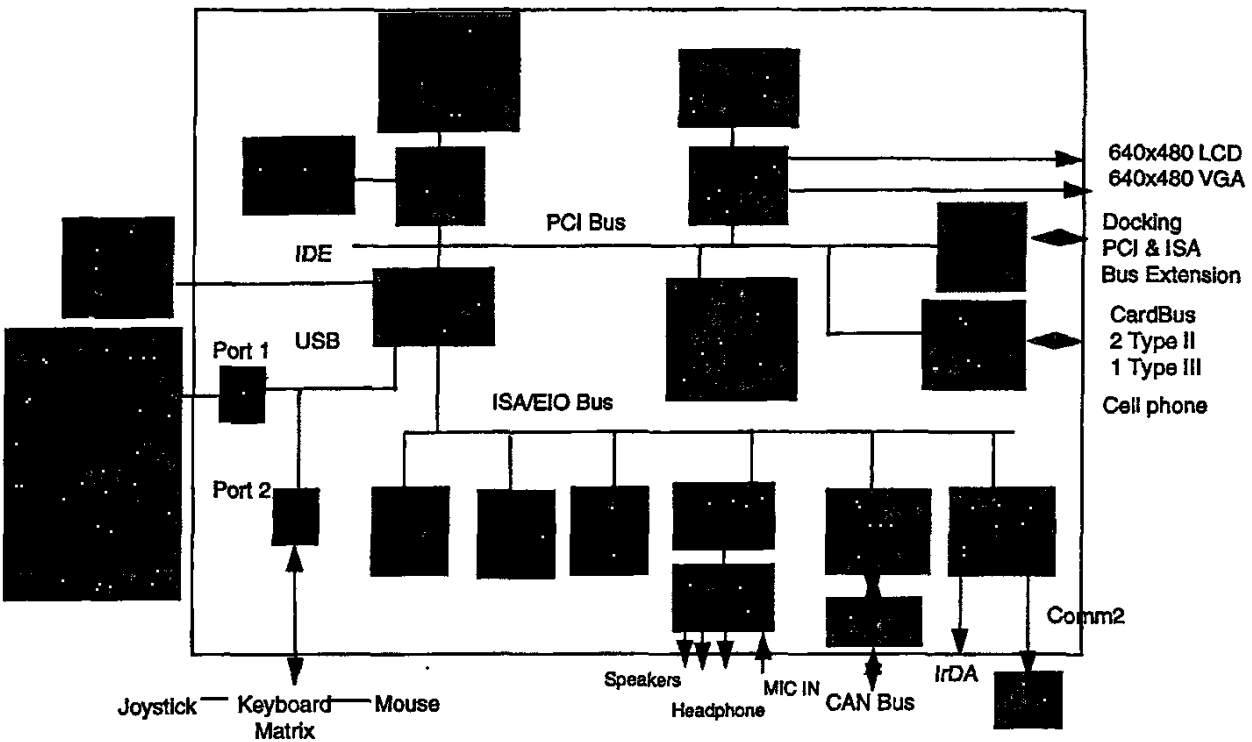 640x480 LCD
640x480 VGA
PCI Bus
Docking
PCI & ISA
Bus Extension
IDE
CardBus
2 Type II
1 Type III
USB
Port 1
ISA/EIO Bus
Cell phone
Port 2
Comm2
Speakers
MIC IN
IrDA
Headphone
CAN Bus
Joystick
Keyboard
Matrix
Mouse